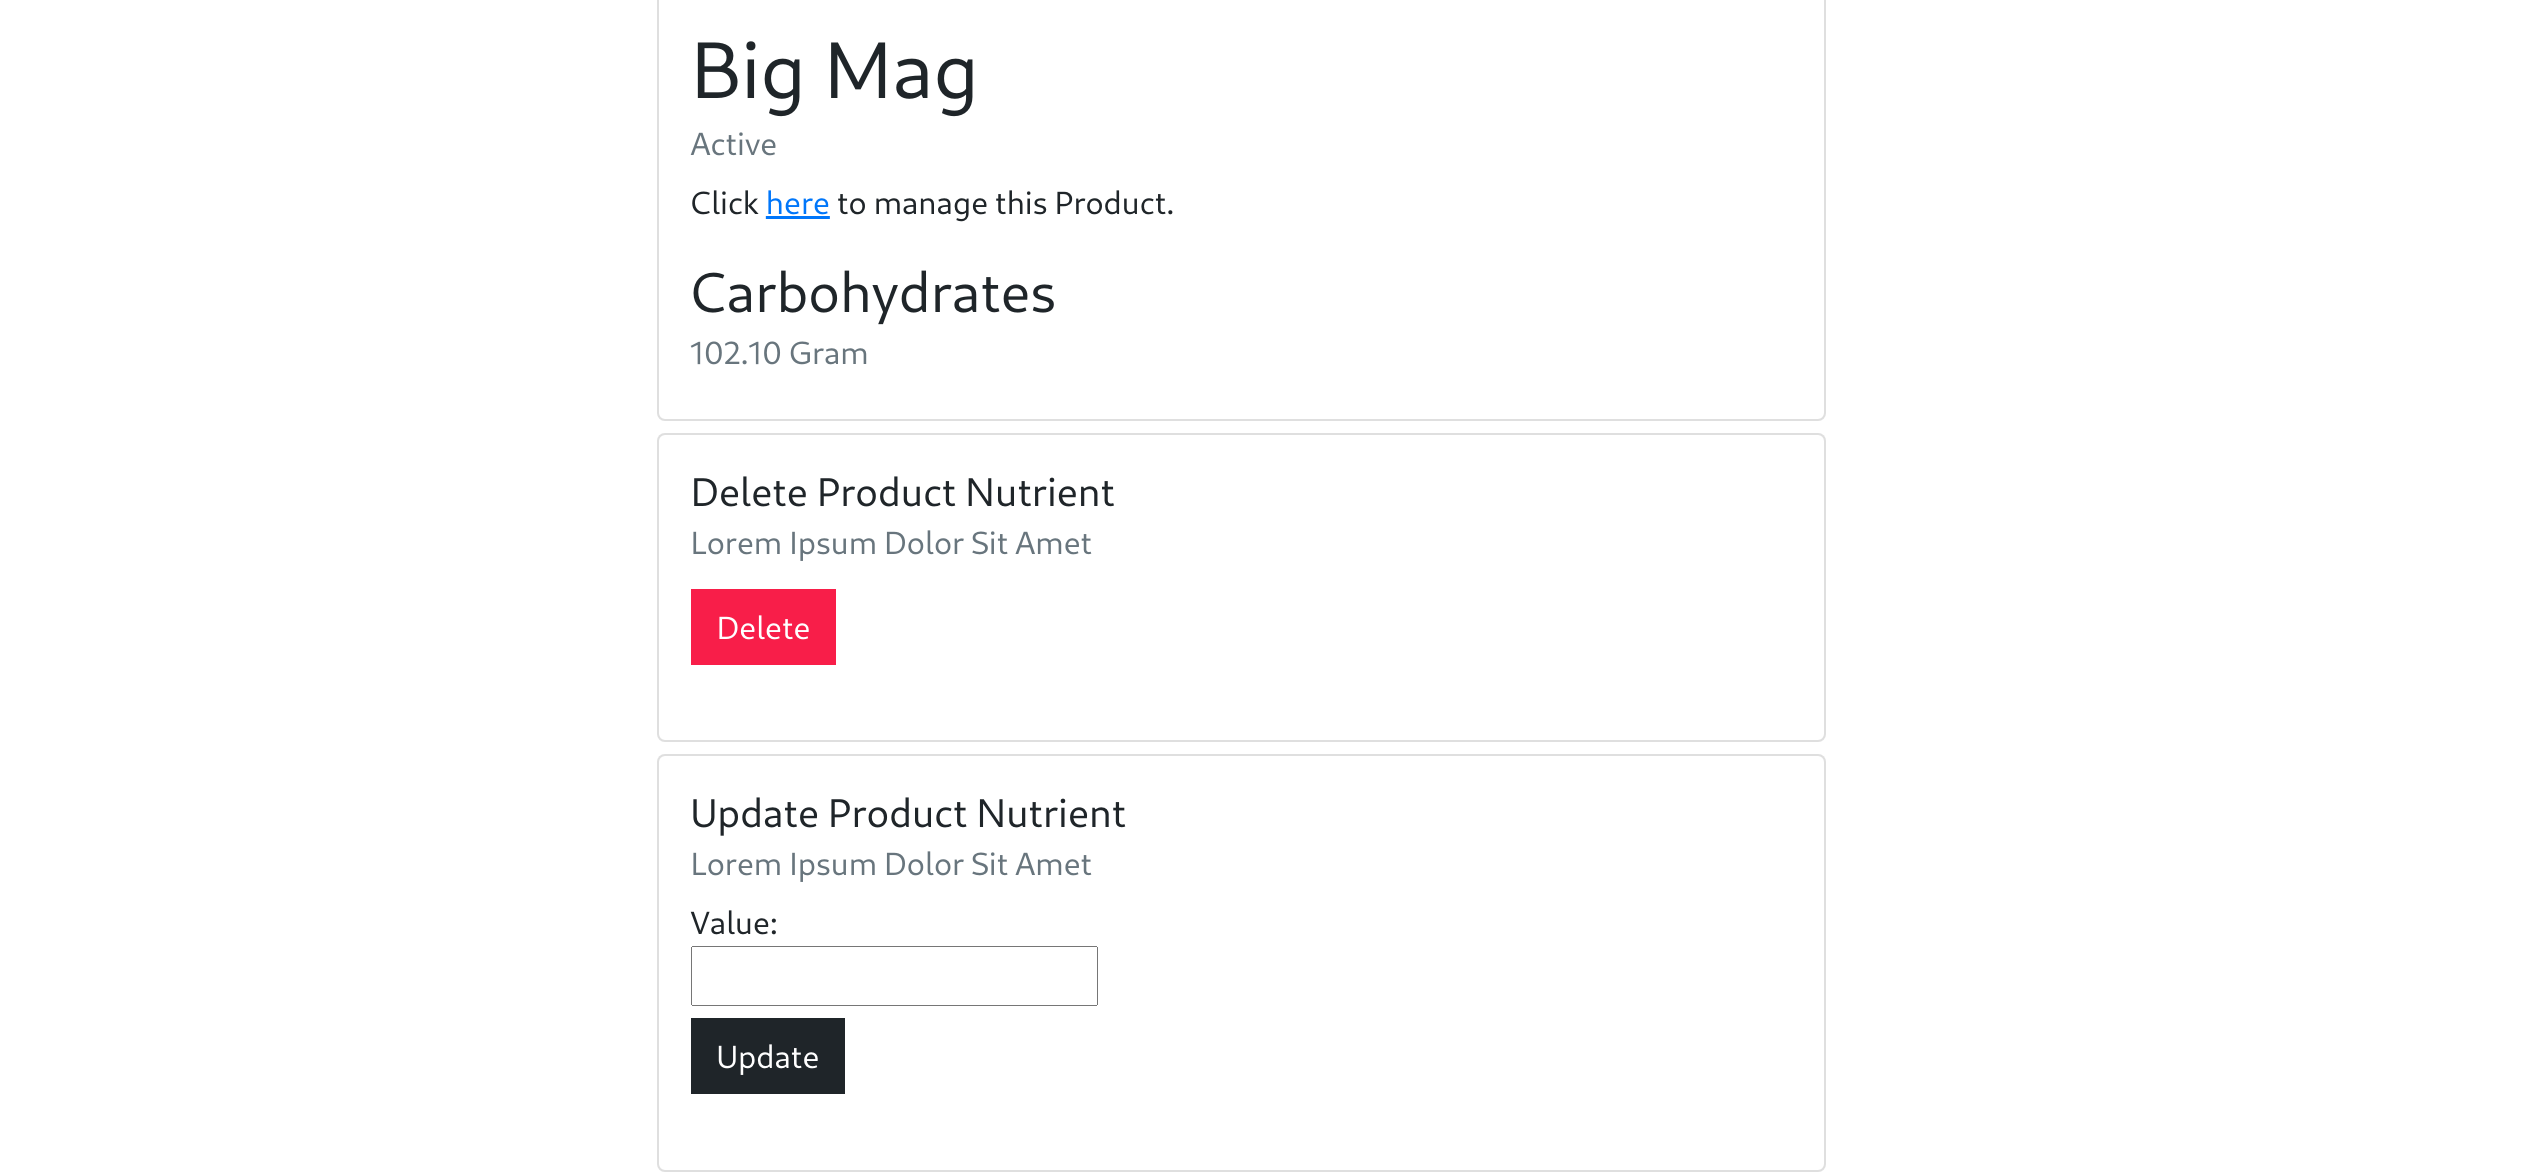 Big Mag
Active
Click here to manage this Product.
Carbohydrates
102.10 Gram
Delete Product Nutrient
Lorem Ipsum Dolor Sit Amet
Delete
Update Product Nutrient
Lorem Ipsum Dolor Sit Amet
Value:
Update